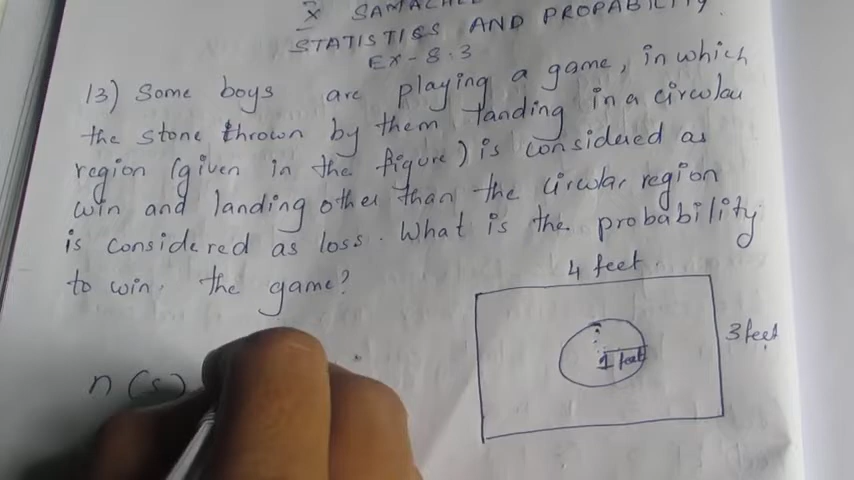 X SAMACHEE
STATISTICS AND PROPABILITY.
EX-8.3
13) Some boys are playing a game, in which
the stone thrown by them landing in a circular
region (given in the figure) is considered as
win and landing other than the circular region
is considered as loss. What is the probability
to win the game?
4 feet
3 feet
1 feet
n(s)